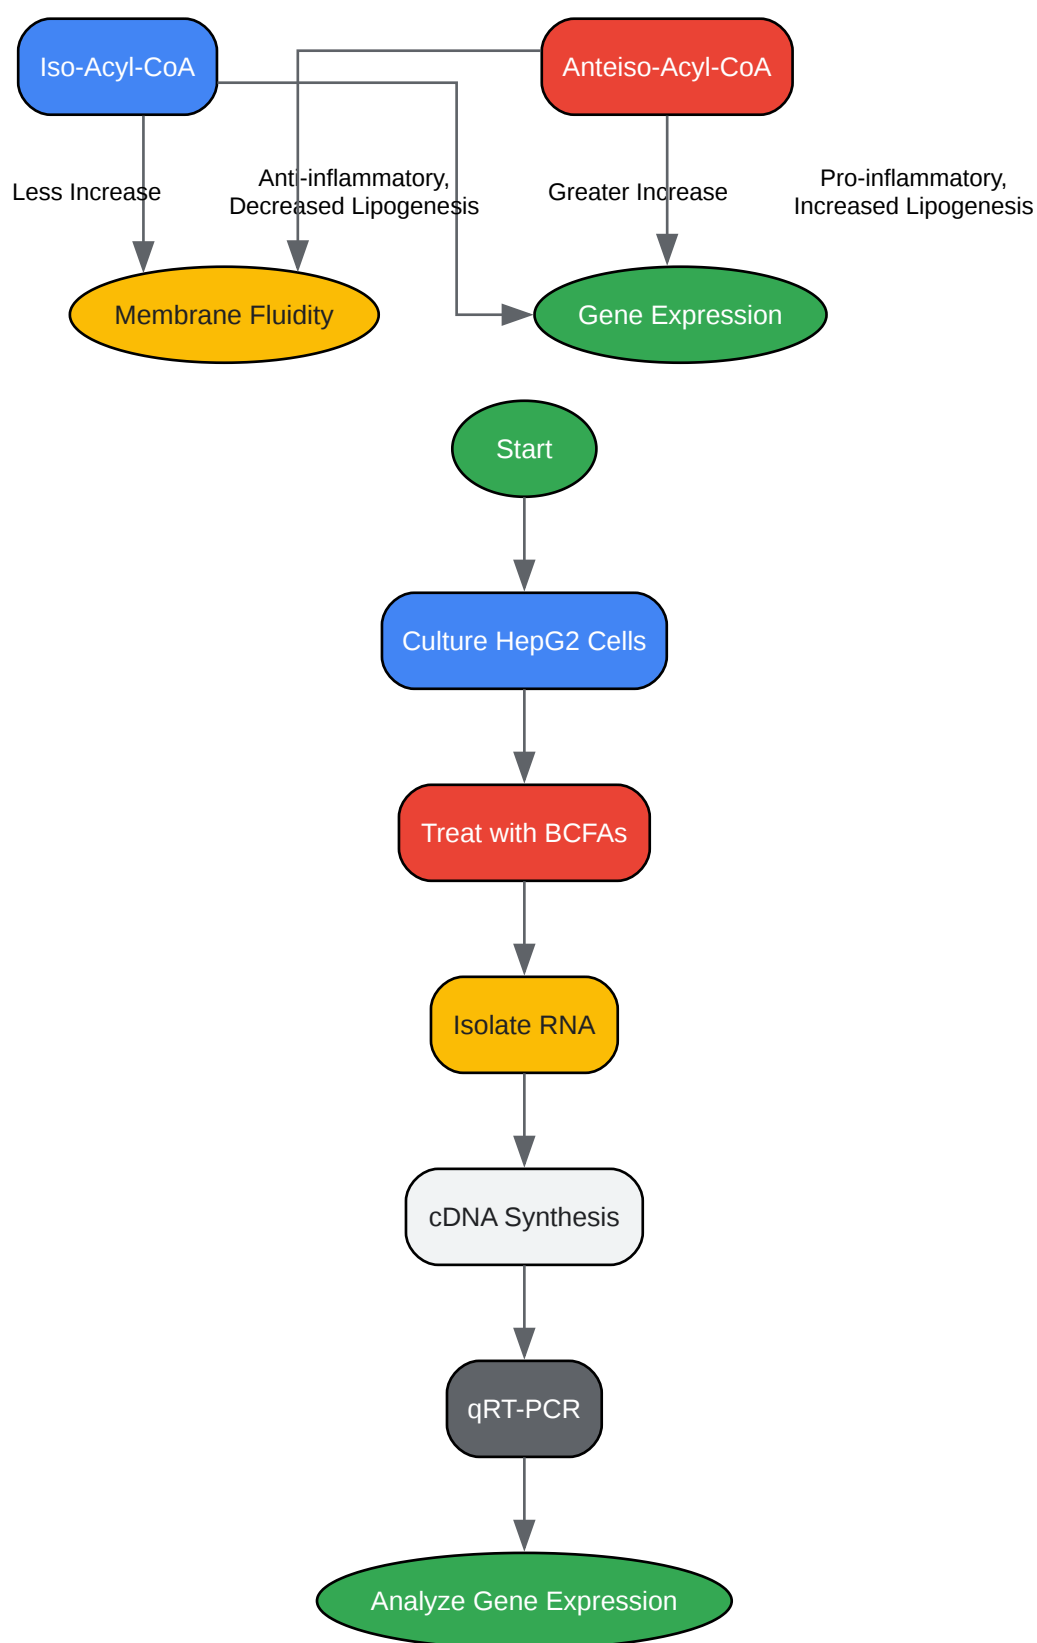 Iso-Acyl-CoA
Anteiso-Acyl-CoA
Less Increase
Anti-inflammatory,
Decreased Lipogenesis
Greater Increase
Pro-inflammatory,
Increased Lipogenesis
Membrane Fluidity
Gene Expression
Start
Culture HepG2 Cells
Treat with BCFAs
Isolate RNA
cDNA Synthesis
qRT-PCR
Analyze Gene Expression